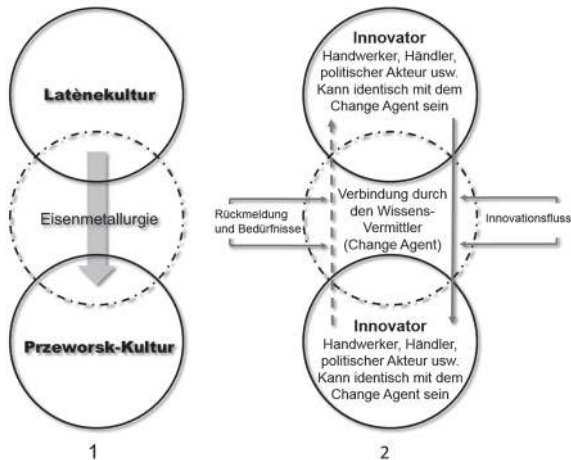 Latènekultur
Eisenmetallurgie
Przeworsk-Kultur
1
Innovator
Handwerker, Händler,
politischer Akteur usw.
Kann identisch mit dem
Change Agent sein
Rückmeldung
und Bedürfnisse
Verbindung durch
den Wissens-
Vermittler
(Change Agent)
Innovationsfluss
Innovator
Handwerker, Händler,
politischer Akteur usw.
Kann identisch mit dem
Change Agent sein
2